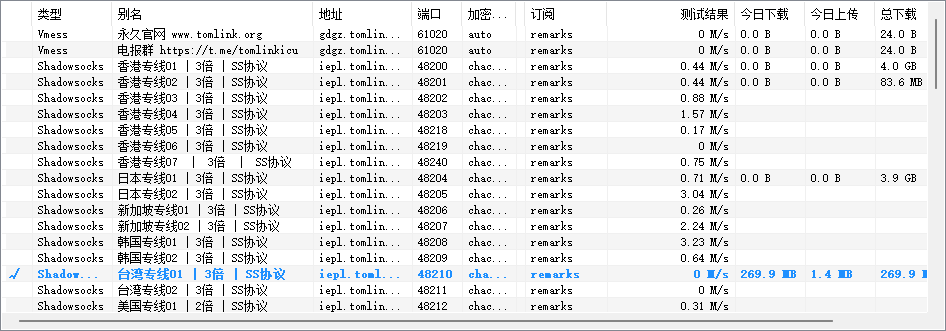 类型 别名 地址 端口 加密... 订阅 测试结果 今日下载 今日上传 总下载
Vmess 永久官网 www.tomlink.org gdgz.tomlin... 61020 auto remarks 0 M/s 0.0 B 0.0 B 24.0 B
Vmess 电报群 https://t.me/tomlinkicu gdgz.tomlin... 61020 auto remarks 0 M/s 0.0 B 0.0 B 24.0 B
Shadowsocks 香港专线01 | 3倍 | SS协议 iepl.tomlin... 48200 chac... remarks 0.44 M/s 0.0 B 0.0 B 4.0 GB
Shadowsocks 香港专线02 | 3倍 | SS协议 iepl.tomlin... 48201 chac... remarks 0.44 M/s 0.0 B 0.0 B 83.6 MB
Shadowsocks 香港专线03 | 3倍 | SS协议 iepl.tomlin... 48202 chac... remarks 0.88 M/s
Shadowsocks 香港专线04 | 3倍 | SS协议 iepl.tomlin... 48203 chac... remarks 1.57 M/s
Shadowsocks 香港专线05 | 3倍 | SS协议 iepl.tomlin... 48218 chac... remarks 0.17 M/s
Shadowsocks 香港专线06 | 3倍 | SS协议 iepl.tomlin... 48219 chac... remarks 0 M/s
Shadowsocks 香港专线07 | 3倍 | SS协议 iepl.tomlin... 48240 chac... remarks 0.75 M/s
Shadowsocks 日本专线01 | 3倍 | SS协议 iepl.tomlin... 48204 chac... remarks 0.71 M/s 0.0 B 0.0 B 3.9 GB
Shadowsocks 日本专线02 | 3倍 | SS协议 iepl.tomlin... 48205 chac... remarks 3.04 M/s
Shadowsocks 新加坡专线01 | 3倍 | SS协议 iepl.tomlin... 48206 chac... remarks 0.26 M/s
Shadowsocks 新加坡专线02 | 3倍 | SS协议 iepl.tomlin... 48207 chac... remarks 2.24 M/s
Shadowsocks 韩国专线01 | 3倍 | SS协议 iepl.tomlin... 48208 chac... remarks 3.23 M/s
Shadowsocks 韩国专线02 | 3倍 | SS协议 iepl.tomlin... 48209 chac... remarks 0.64 M/s
✓ Shadow... 台湾专线01 | 3倍 | SS协议 iepl.toml... 48210 cha... remarks 0 M/s 269.9 MB 1.4 MB 269.9 M
Shadowsocks 台湾专线02 | 3倍 | SS协议 iepl.tomlin... 48211 chac... remarks 0 M/s
Shadowsocks 美国专线01 | 2倍 | SS协议 iepl.tomlin... 48212 chac... remarks 0.31 M/s